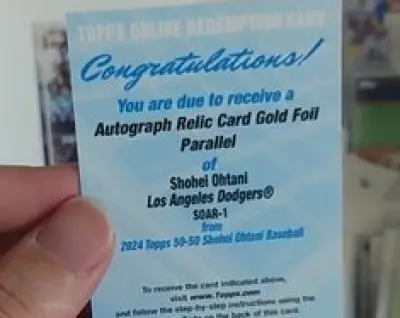 TOPPS ONLINE REDEMPTION CARD
Congratulations!
You are due to receive a
Autograph Relic Card Gold Foil
Parallel
of
Shohei Ohtani
Los Angeles Dodgers®
SOAR-1
from
2024 Topps 50-50 Shohei Ohtani Baseball
To receive the card indicated above,
visit www.Topps.com
and follow the step-by-step instructions using the
on the back of this card.